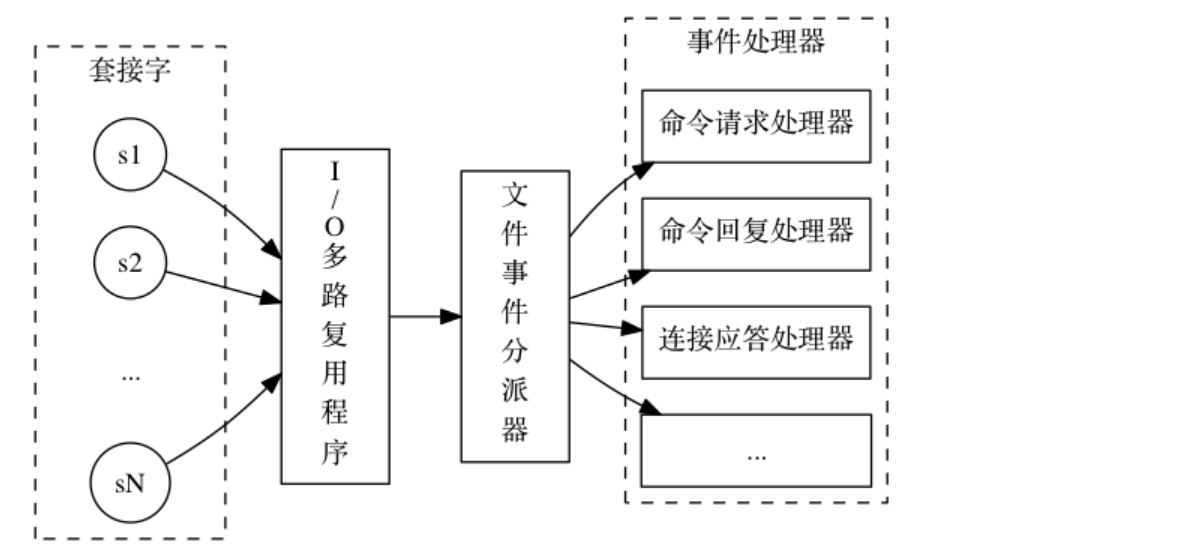 套接字
s1
s2
...
sN
I/O多路复用程序
文件事件分派器
事件处理器
命令请求处理器
命令回复处理器
连接应答处理器
...